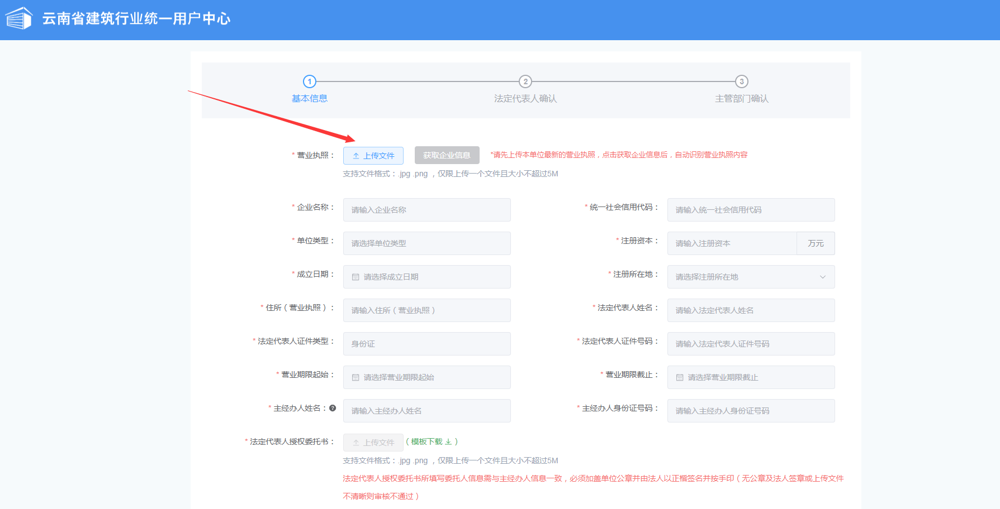 云南省建筑行业统一用户中心
1 2 3
基本信息 法定代表人确认 主管部门确认
* 营业执照： 上传文件 获取企业信息 *请先上传本单位最新的营业执照，点击获取企业信息后，自动识别营业执照内容
支持文件格式：.jpg .png ，仅限上传一个文件且大小不超过5M
* 企业名称： 请输入企业名称 * 统一社会信用代码： 请输入统一社会信用代码
* 单位类型： 请选择单位类型 * 注册资本： 请输入注册资本 万元
* 成立日期： 请选择成立日期 * 注册所在地： 请选择注册所在地
* 住所（营业执照）： 请输入住所（营业执照） * 法定代表人姓名： 请输入法定代表人姓名
* 法定代表人证件类型： 身份证 * 法定代表人证件号码： 请输入法定代表人证件号码
* 营业期限起始： 请选择营业期限起始 * 营业期限截止： 请选择营业期限截止
* 主经办人姓名：? 请输入主经办人姓名 * 主经办人身份证号码： 请输入主经办人身份证号码
* 法定代表人授权委托书： 上传文件 （模板下载）
支持文件格式：.jpg .png ，仅限上传一个文件且大小不超过5M
法定代表人授权委托书所填写委托人信息需与主经办人信息一致，必须加盖单位公章并由法人以正楷签名并按手印（无公章及法人签章或上传文件
不清晰则审核不通过）